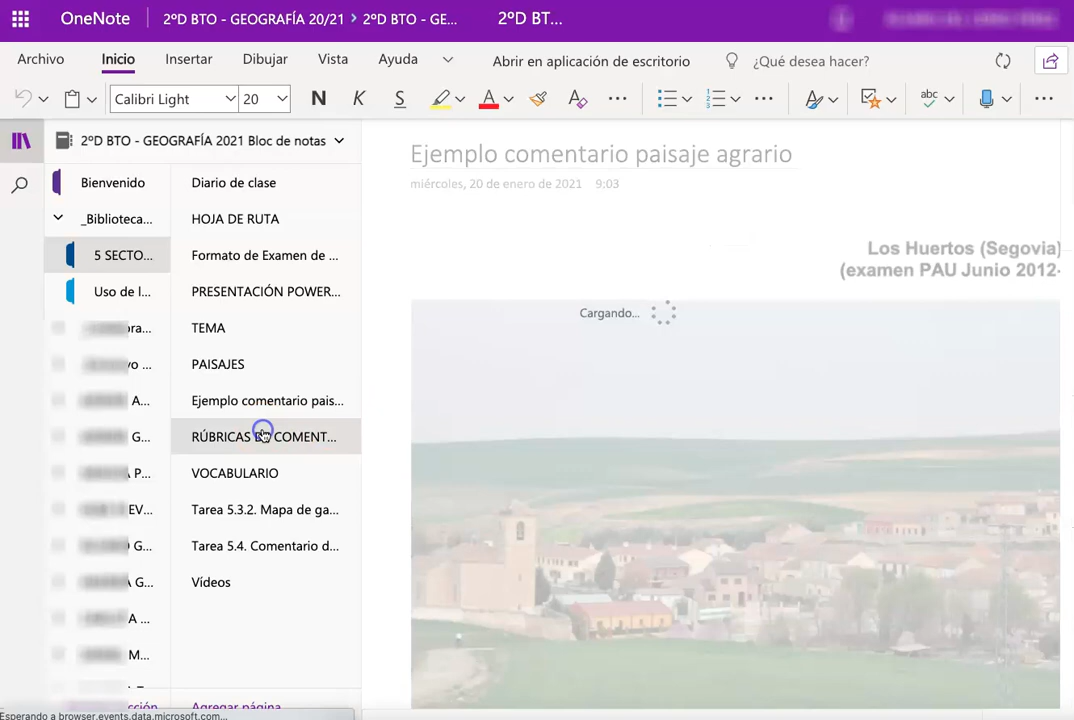 OneNote
2ºD BTO - GEOGRAFÍA 20/21 › 2ºD BTO - GE...
2ºD BT...
Archivo
Inicio
Insertar
Dibujar
Vista
Ayuda
Abrir en aplicación de escritorio
¿Qué desea hacer?
Calibri Light
20
N
K
S
A
A
abc
2ºD BTO - GEOGRAFÍA 2021 Bloc de notas
Bienvenido
_Biblioteca...
5 SECTO...
Uso de l...
ora...
vo ...
A...
G...
P...
EV...
G...
G...
A ...
M...
Diario de clase
HOJA DE RUTA
Formato de Examen de ...
PRESENTACIÓN POWER...
TEMA
PAISAJES
Ejemplo comentario pais...
RÚBRICAS DE COMENT...
VOCABULARIO
Tarea 5.3.2. Mapa de ga...
Tarea 5.4. Comentario d...
Vídeos
Agregar página
Ejemplo comentario paisaje agrario
miércoles, 20 de enero de 2021 9:03
Los Huertos (Segovia)
(examen PAU Junio 2012-
Cargando...
Esperando a browser.events.data.microsoft.com...